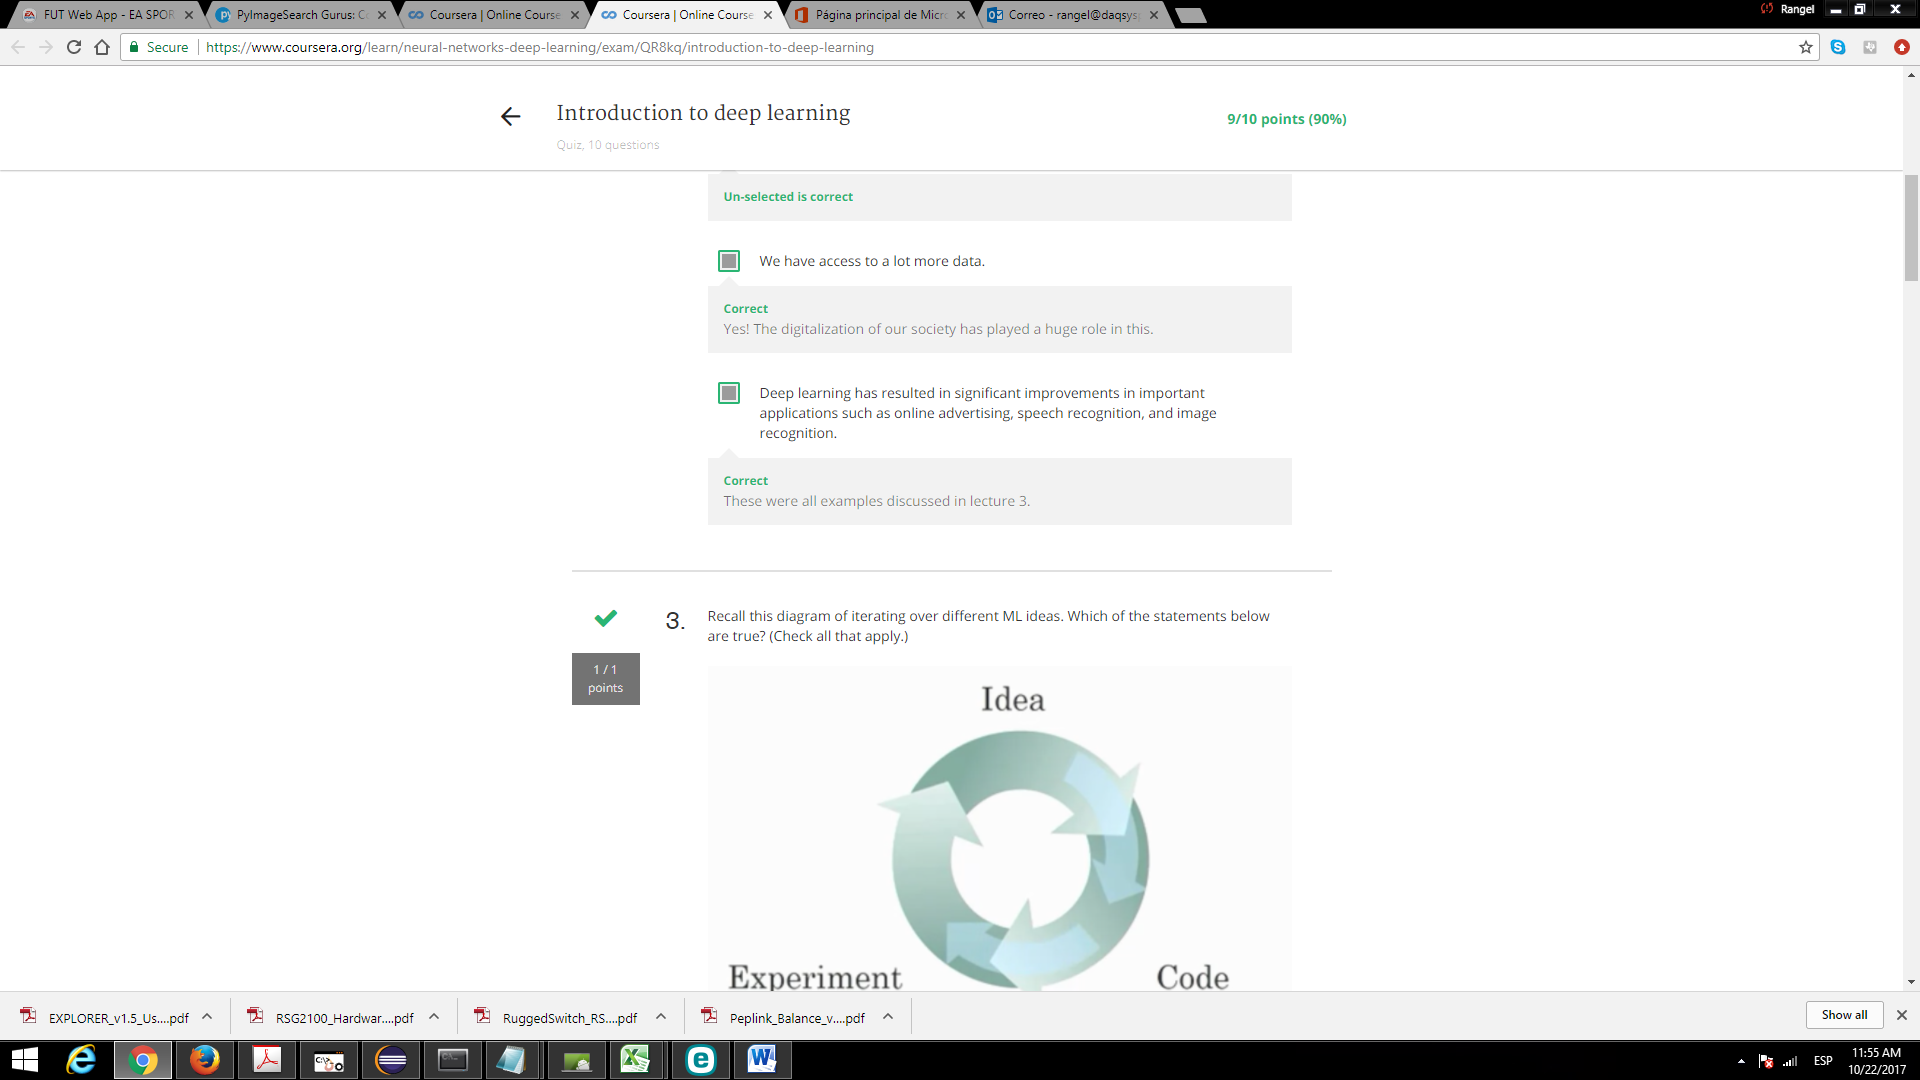 FUT Web App - EA SPOR
PyImageSearch Gurus: Co
Coursera | Online Course
Coursera | Online Course
Página principal de Micro
Correo - rangel@daqsys
Rangel
Secure
https://www.coursera.org/learn/neural-networks-deep-learning/exam/QR8kq/introduction-to-deep-learning
Introduction to deep learning
9/10 points (90%)
Quiz, 10 questions
Un-selected is correct
We have access to a lot more data.
Correct
Yes! The digitalization of our society has played a huge role in this.
Deep learning has resulted in significant improvements in important
applications such as online advertising, speech recognition, and image
recognition.
Correct
These were all examples discussed in lecture 3.
3.
Recall this diagram of iterating over different ML ideas. Which of the statements below
are true? (Check all that apply.)
1 / 1
points
Idea
Experiment
Code
EXPLORER_v1.5_Us....pdf
RSG2100_Hardwar....pdf
RuggedSwitch_RS....pdf
Peplink_Balance_v....pdf
Show all
ESP
11:55 AM
10/22/2017